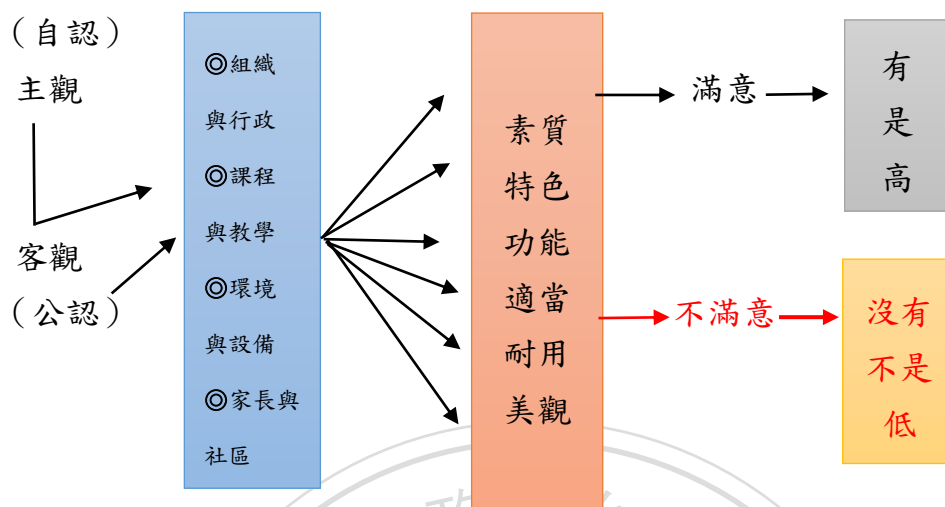 （自認）
主觀
客觀
（公認）
◎組織
與行政
◎課程
與教學
◎環境
與設備
◎家長與
社區
素質
特色
功能
適當
耐用
美觀
滿意
有
是
高
不滿意
沒有
不是
低